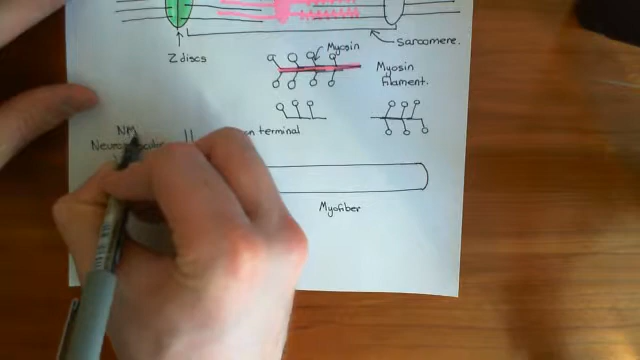 Sarcomere.
Z discs
Myosin
Myosin
filament.
NM
terminal
Myofiber